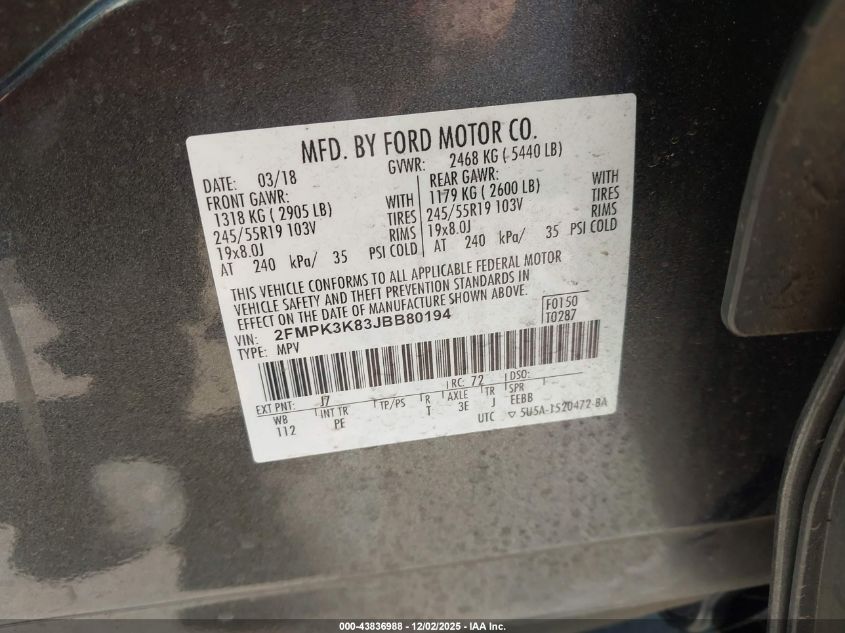 MFD. BY FORD MOTOR CO.
DATE: 03/18 GVWR: 2468 KG ( 5440 LB)
FRONT GAWR: REAR GAWR:
1318 KG ( 2905 LB) WITH 1179 KG ( 2600 LB) WITH
245/55R19 103V TIRES 245/55R19 103V TIRES
19x8.0J RIMS 19x8.0J RIMS
AT 240 kPa/ 35 PSI COLD AT 240 kPa/ 35 PSI COLD
THIS VEHICLE CONFORMS TO ALL APPLICABLE FEDERAL MOTOR
VEHICLE SAFETY AND THEFT PREVENTION STANDARDS IN
EFFECT ON THE DATE OF MANUFACTURE SHOWN ABOVE.
F0150
VIN: 2FMPK3K83JBB80194 T0287
TYPE: MPV
EXT PNT: J7 RC: 72 DSO:
WB INT TR TP/PS R AXLE TR SPR
112 PE T 3E J EEBB
UTC 5U5A-1520472-BA
000-43836988 - 12/02/2025 - IAA Inc.